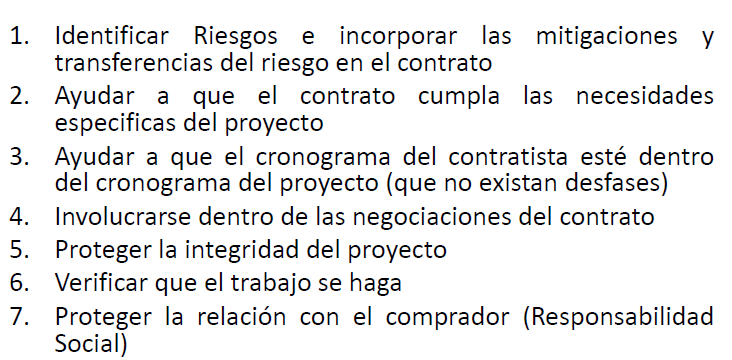 1. Identificar Riesgos e incorporar las mitigaciones y
transferencias del riesgo en el contrato
2. Ayudar a que el contrato cumpla las necesidades
especificas del proyecto
3. Ayudar a que el cronograma del contratista esté dentro
del cronograma del proyecto (que no existan desfases)
4. Involucrarse dentro de las negociaciones del contrato
5. Proteger la integridad del proyecto
6. Verificar que el trabajo se haga
7. Proteger la relación con el comprador (Responsabilidad
Social)